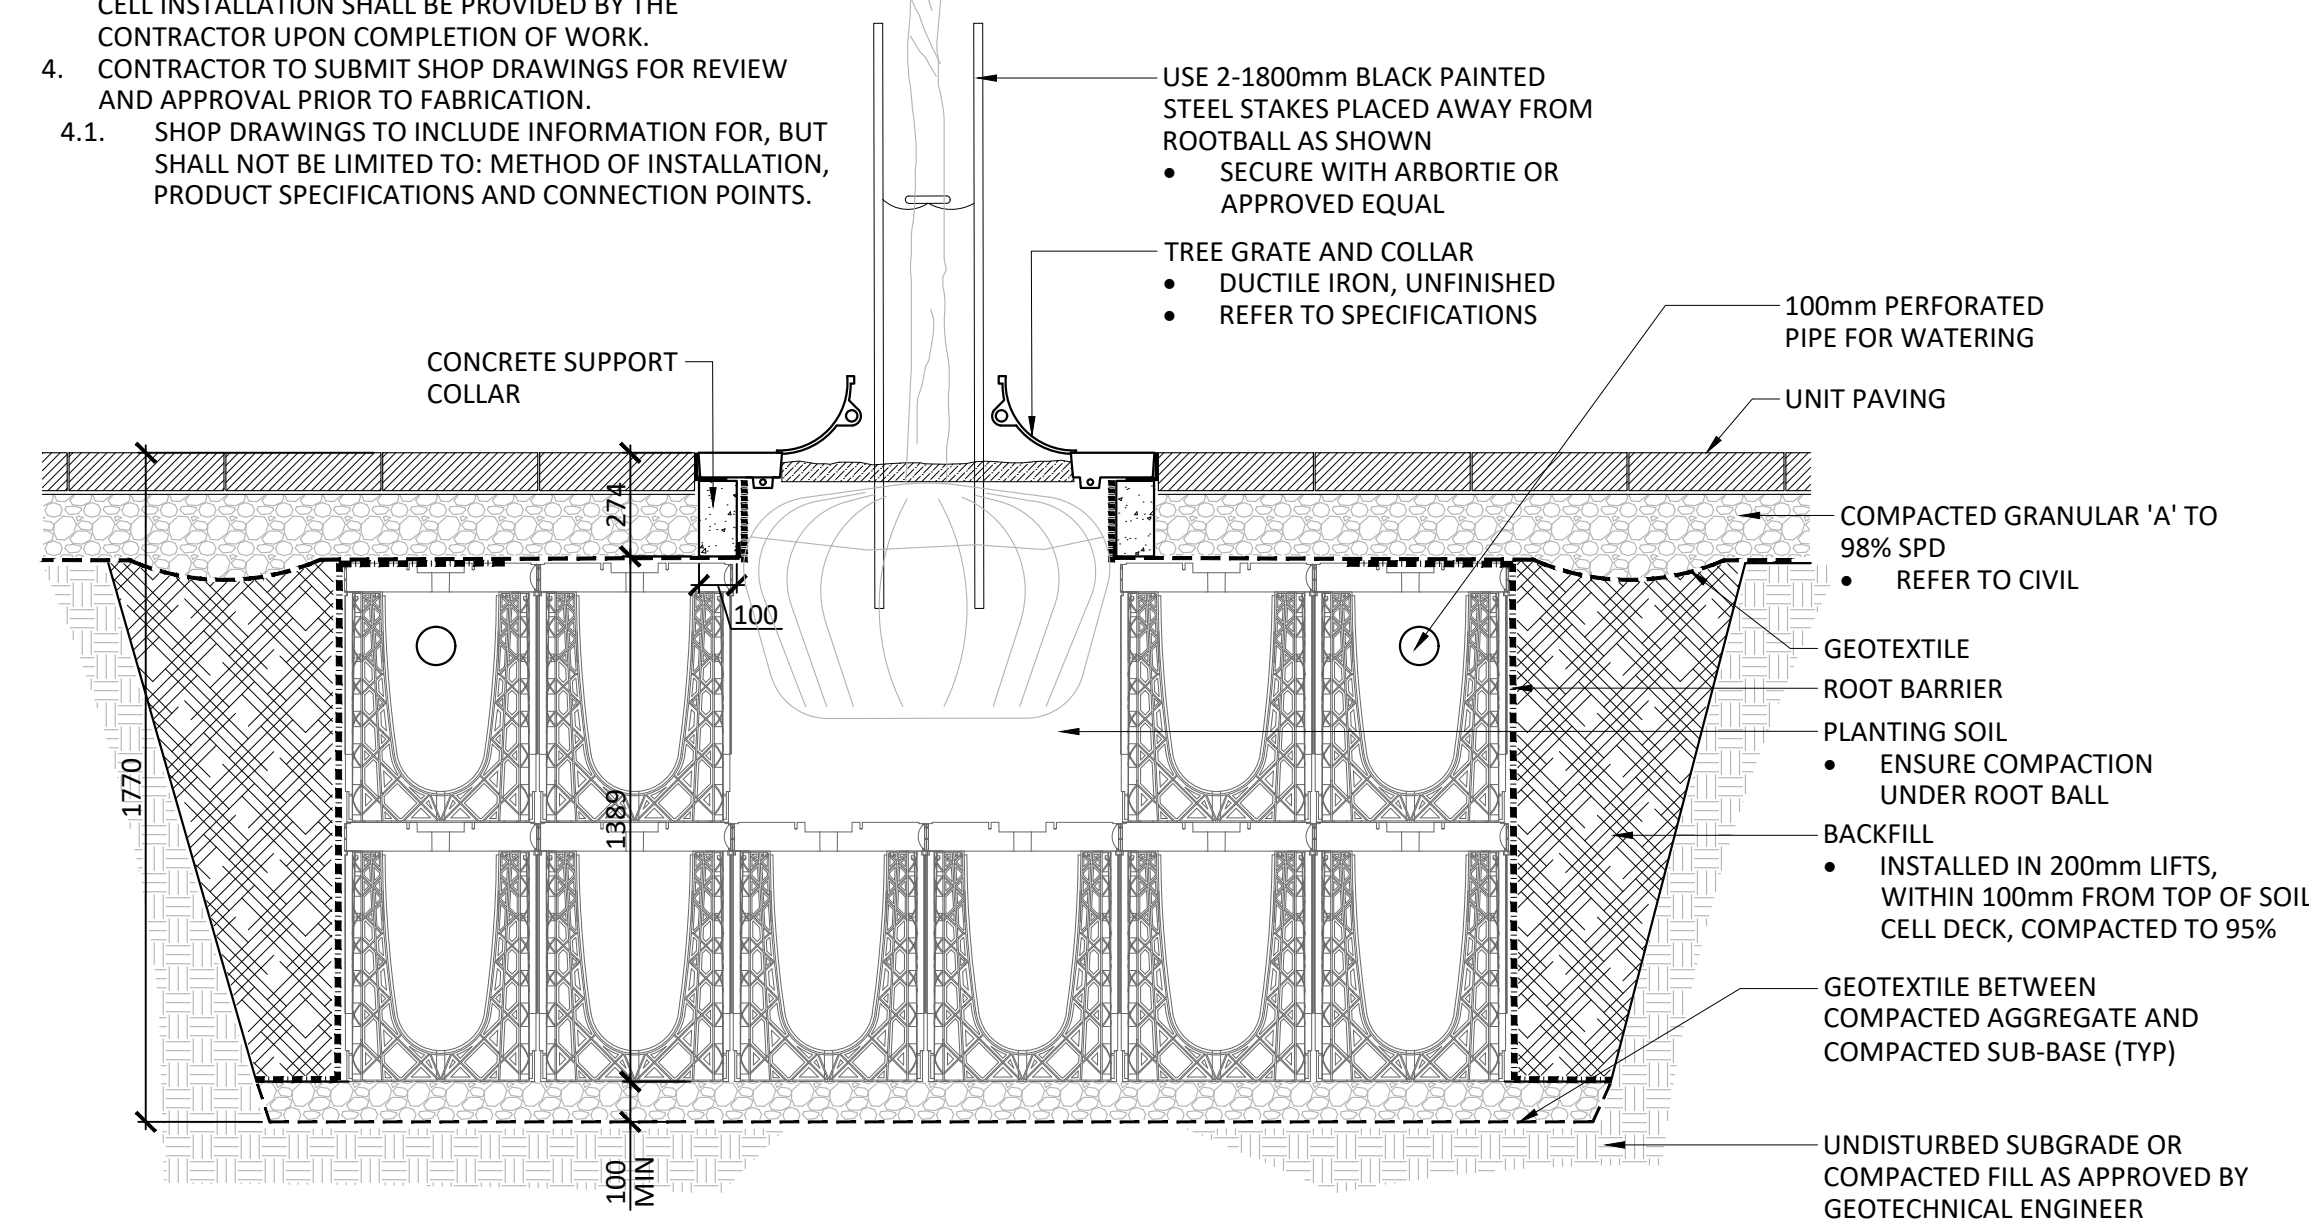 CELL INSTALLATION SHALL BE PROVIDED BY THE
CONTRACTOR UPON COMPLETION OF WORK.
4. CONTRACTOR TO SUBMIT SHOP DRAWINGS FOR REVIEW
AND APPROVAL PRIOR TO FABRICATION.
4.1. SHOP DRAWINGS TO INCLUDE INFORMATION FOR, BUT
SHALL NOT BE LIMITED TO: METHOD OF INSTALLATION,
PRODUCT SPECIFICATIONS AND CONNECTION POINTS.
USE 2-1800mm BLACK PAINTED
STEEL STAKES PLACED AWAY FROM
ROOTBALL AS SHOWN
• SECURE WITH ARBORTIE OR
APPROVED EQUAL
TREE GRATE AND COLLAR
• DUCTILE IRON, UNFINISHED
• REFER TO SPECIFICATIONS
100mm PERFORATED
PIPE FOR WATERING
CONCRETE SUPPORT
COLLAR
UNIT PAVING
274
COMPACTED GRANULAR 'A' TO
98% SPD
• REFER TO CIVIL
100
GEOTEXTILE
ROOT BARRIER
PLANTING SOIL
• ENSURE COMPACTION
UNDER ROOT BALL
1770
1389
BACKFILL
• INSTALLED IN 200mm LIFTS,
WITHIN 100mm FROM TOP OF SOIL
CELL DECK, COMPACTED TO 95%
GEOTEXTILE BETWEEN
COMPACTED AGGREGATE AND
COMPACTED SUB-BASE (TYP)
100
MIN
UNDISTURBED SUBGRADE OR
COMPACTED FILL AS APPROVED BY
GEOTECHNICAL ENGINEER